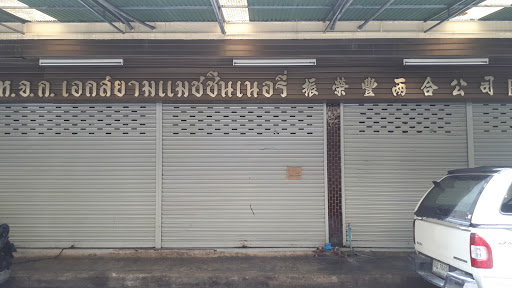 ห.จ.ก. เอกสยามแมชชีนเนอรี่ 振榮豐兩合公司